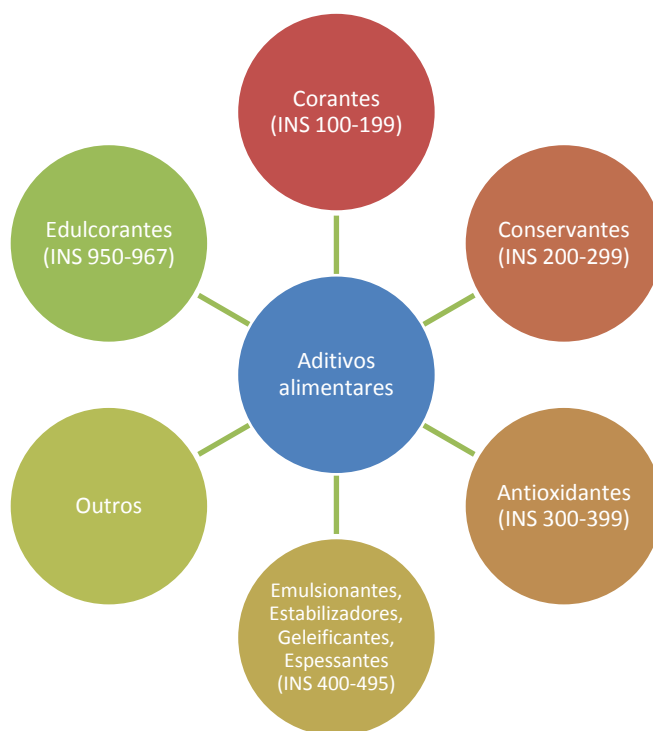 Corantes
(INS 100-199)
Edulcorantes
(INS 950-967)
Conservantes
(INS 200-299)
Aditivos
alimentares
Outros
Antioxidantes
(INS 300-399)
Emulsionantes,
Estabilizadores,
Geleificantes,
Espessantes
(INS 400-495)